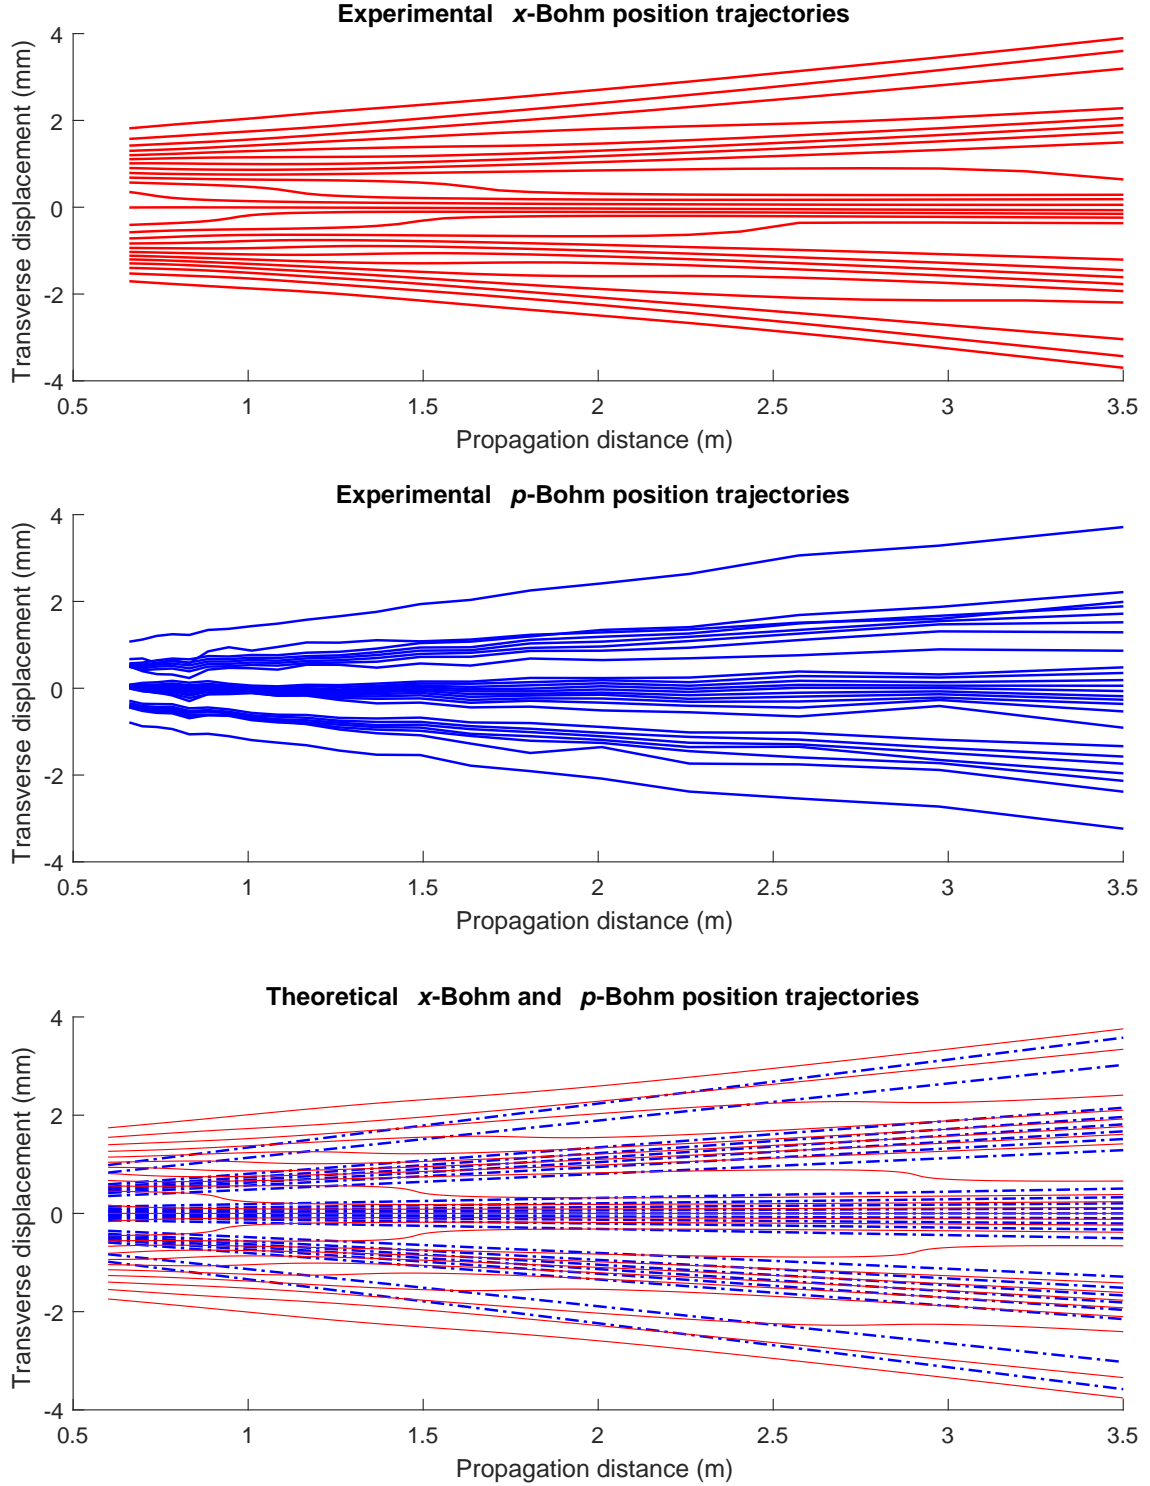 Experimental x-Bohm position trajectories
Transverse displacement (mm)
4
2
0
-2
-4
0.5 1 1.5 2 2.5 3 3.5
Propagation distance (m)
Experimental p-Bohm position trajectories
Transverse displacement (mm)
4
2
0
-2
-4
0.5 1 1.5 2 2.5 3 3.5
Propagation distance (m)
Theoretical x-Bohm and p-Bohm position trajectories
Transverse displacement (mm)
4
2
0
-2
-4
0.5 1 1.5 2 2.5 3 3.5
Propagation distance (m)